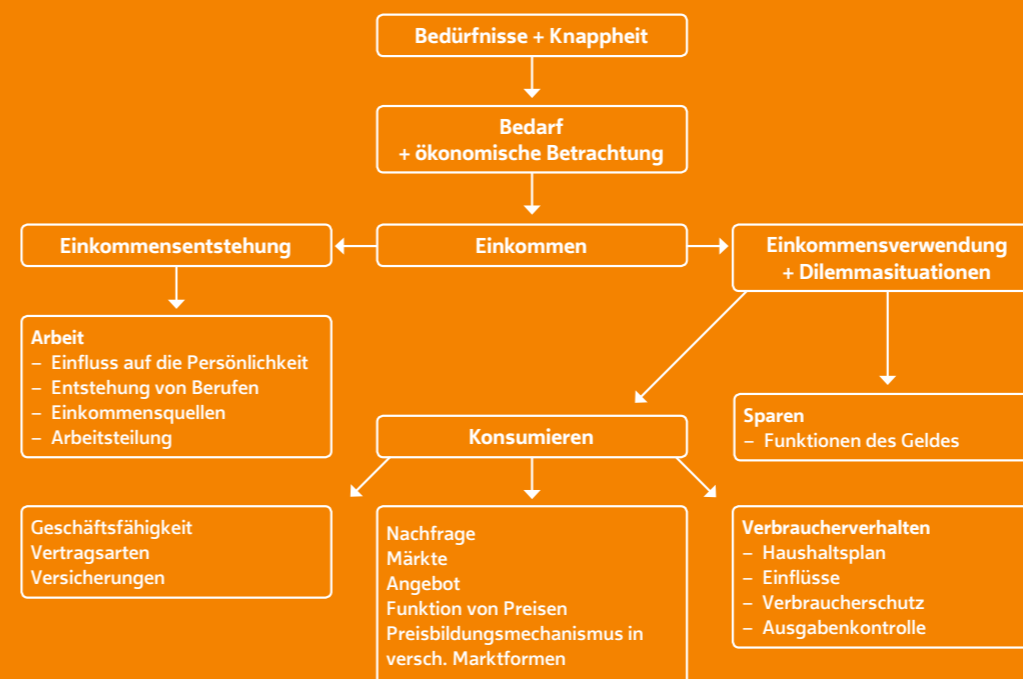 Bedürfnisse + Knappheit
Bedarf
+ ökonomische Betrachtung
Einkommensentstehung
Einkommen
Einkommensverwendung
+ Dilemmasituationen
Arbeit
– Einfluss auf die Persönlichkeit
– Entstehung von Berufen
– Einkommensquellen
– Arbeitsteilung
Konsumieren
Sparen
– Funktionen des Geldes
Geschäftsfähigkeit
Vertragsarten
Versicherungen
Nachfrage
Märkte
Angebot
Funktion von Preisen
Preisbildungsmechanismus in
versch. Marktformen
Verbraucherverhalten
– Haushaltsplan
– Einflüsse
– Verbraucherschutz
– Ausgabenkontrolle